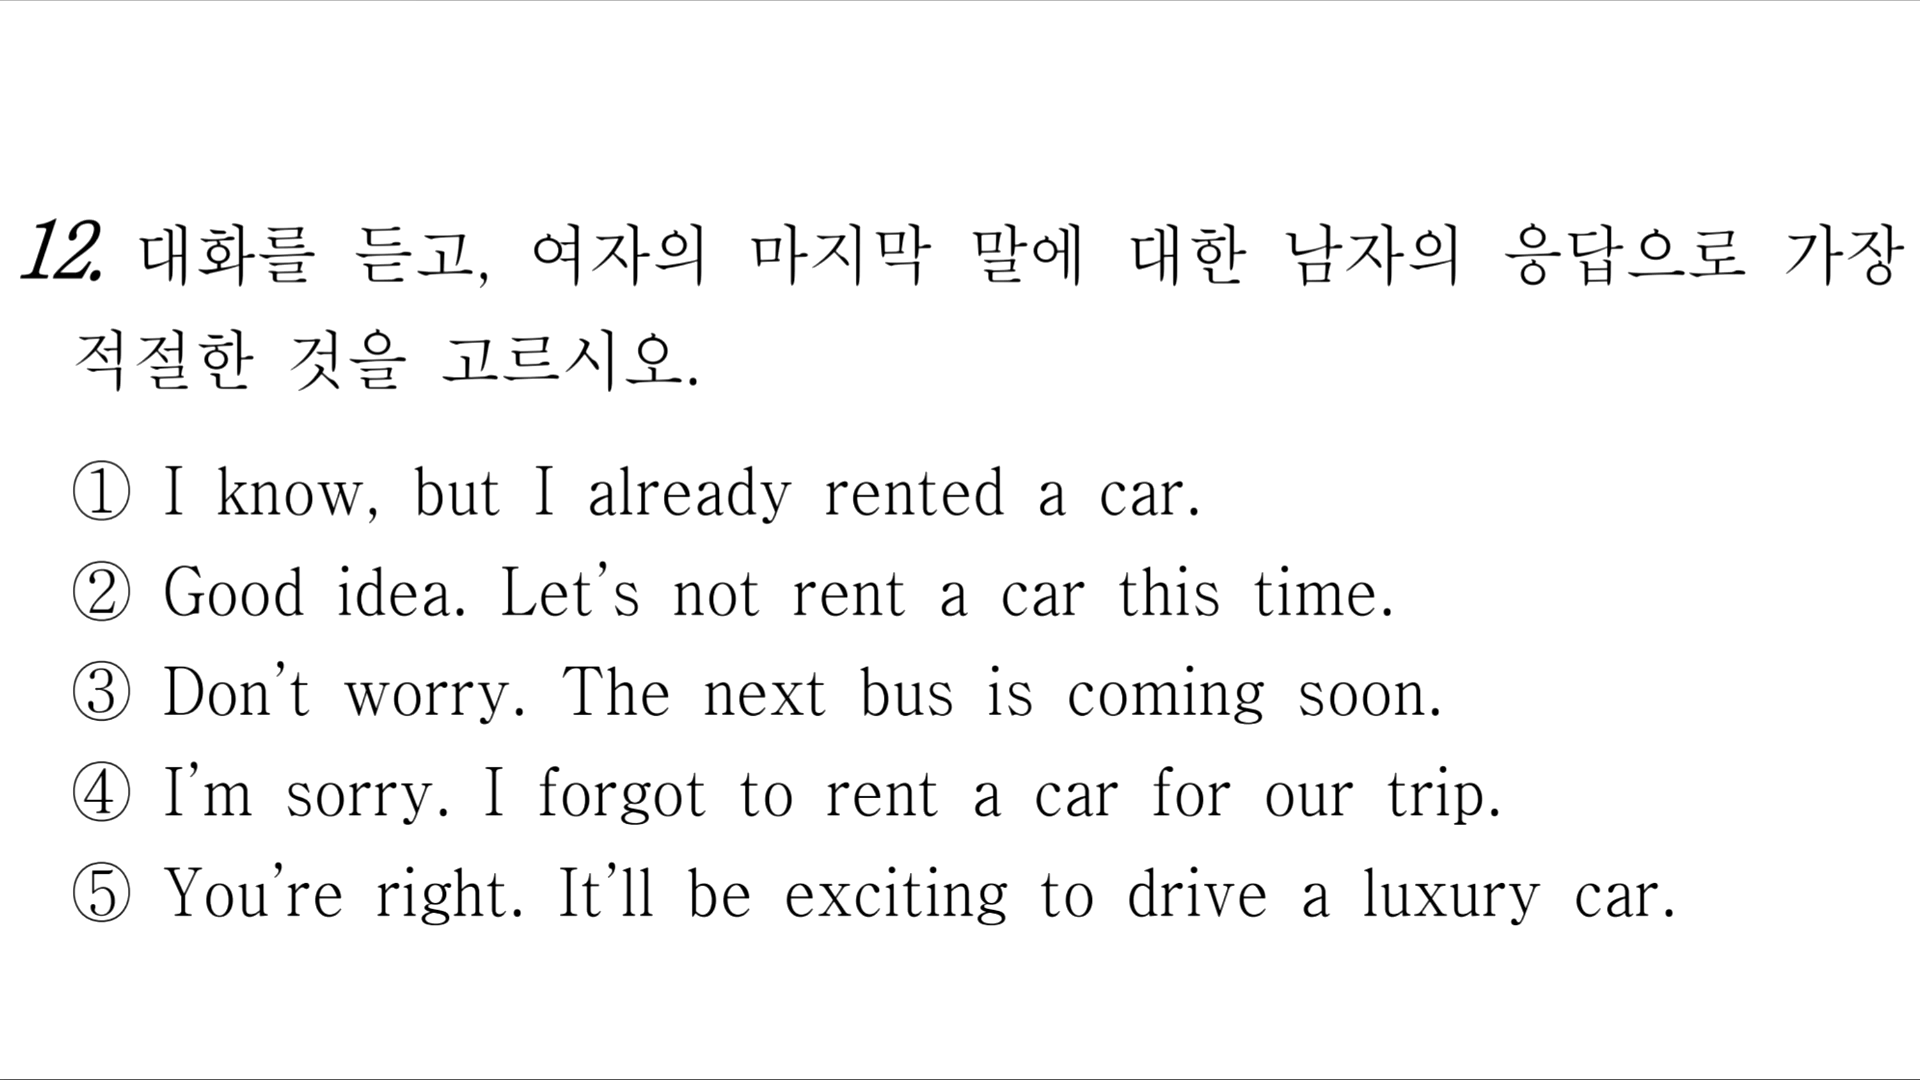 12. 대화를 듣고, 여자의 마지막 말에 대한 남자의 응답으로 가장
적절한 것을 고르시오.
① I know, but I already rented a car.
② Good idea. Let's not rent a car this time.
③ Don't worry. The next bus is coming soon.
④ I'm sorry. I forgot to rent a car for our trip.
⑤ You're right. It'll be exciting to drive a luxury car.